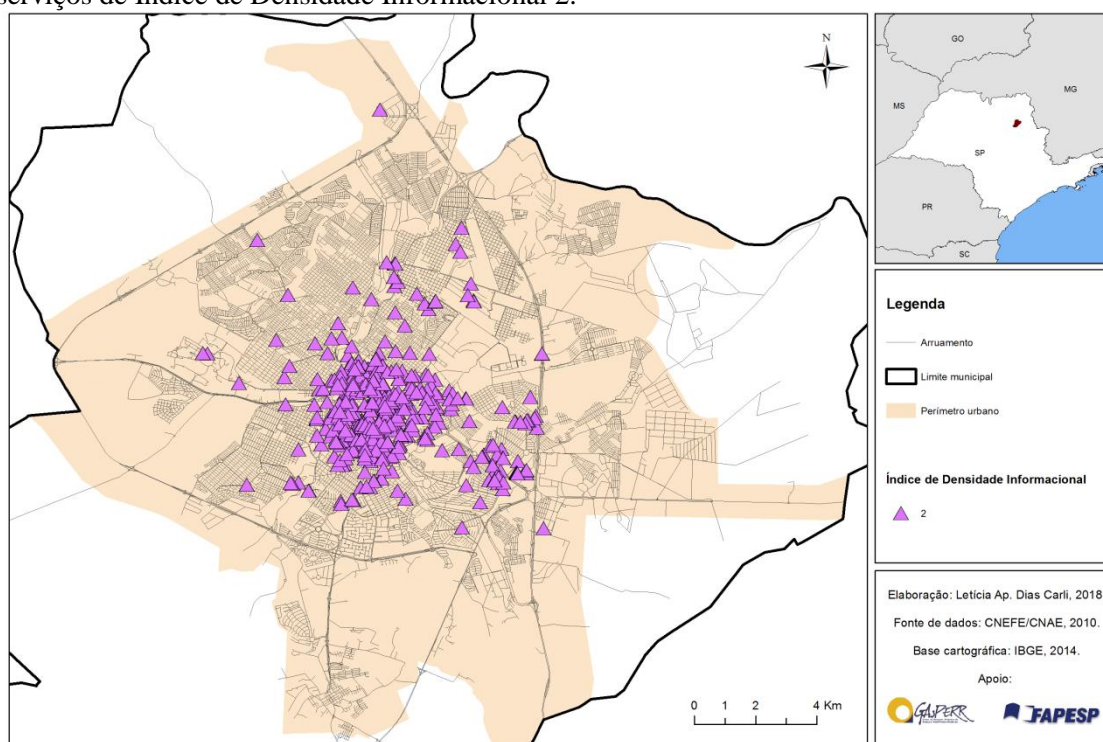 serviços de Índice de Densidade Informacional 2.
N
GO
MG
MS
SP
PR
SC
Legenda
Arruamento
Limite municipal
Perímetro urbano
Índice de Densidade Informacional
2
Elaboração: Letícia Ap. Dias Carli, 2018
Fonte de dados: CNEFE/CNAE, 2010.
Base cartográfica: IBGE, 2014.
Apoio:
GAsPERR
FAPESP
0 1 2 4 Km